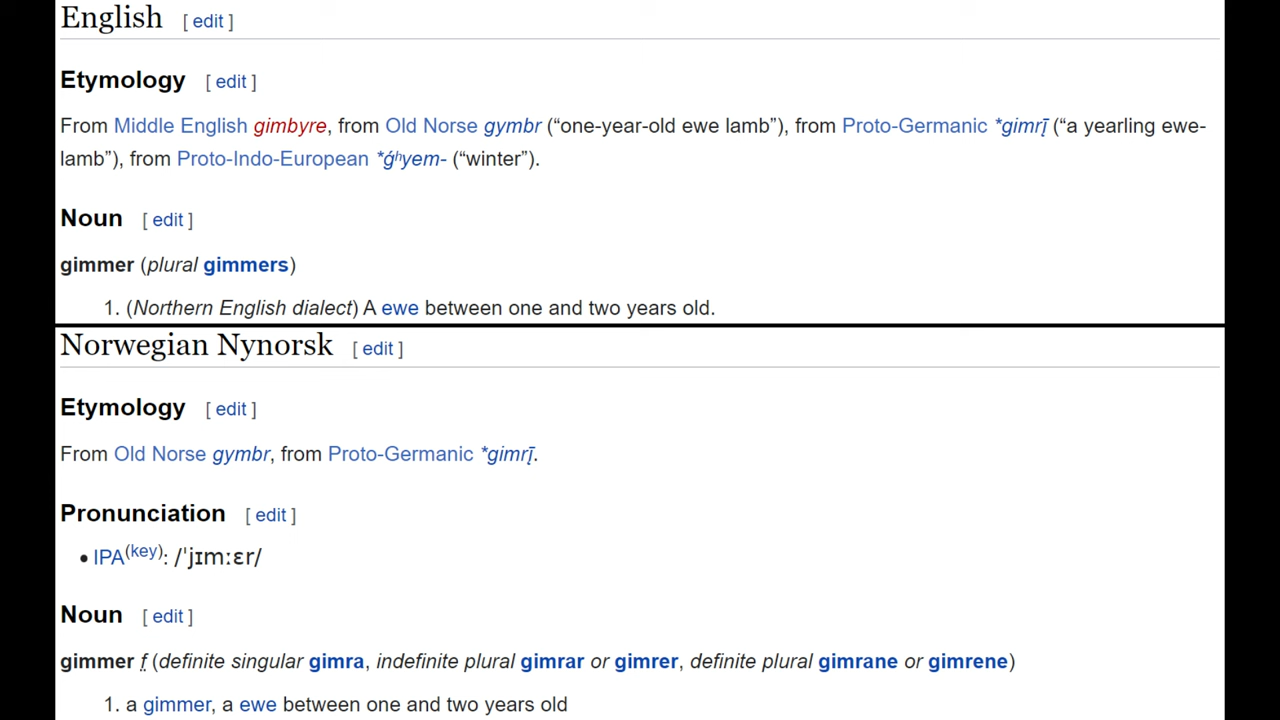 English [ edit ]
Etymology [ edit ]
From Middle English gimbyre, from Old Norse gymbr (“one-year-old ewe lamb”), from Proto-Germanic *gimrį̄ (“a yearling ewe-
lamb”), from Proto-Indo-European *ǵʰyem- (“winter”).
Noun [ edit ]
gimmer (plural gimmers)
1. (Northern English dialect) A ewe between one and two years old.
Norwegian Nynorsk [ edit ]
Etymology [ edit ]
From Old Norse gymbr, from Proto-Germanic *gimrį̄.
Pronunciation [ edit ]
• IPA(key): /ˈjɪmːɛr/
Noun [ edit ]
gimmer f (definite singular gimra, indefinite plural gimrar or gimrer, definite plural gimrane or gimrene)
1. a gimmer, a ewe between one and two years old